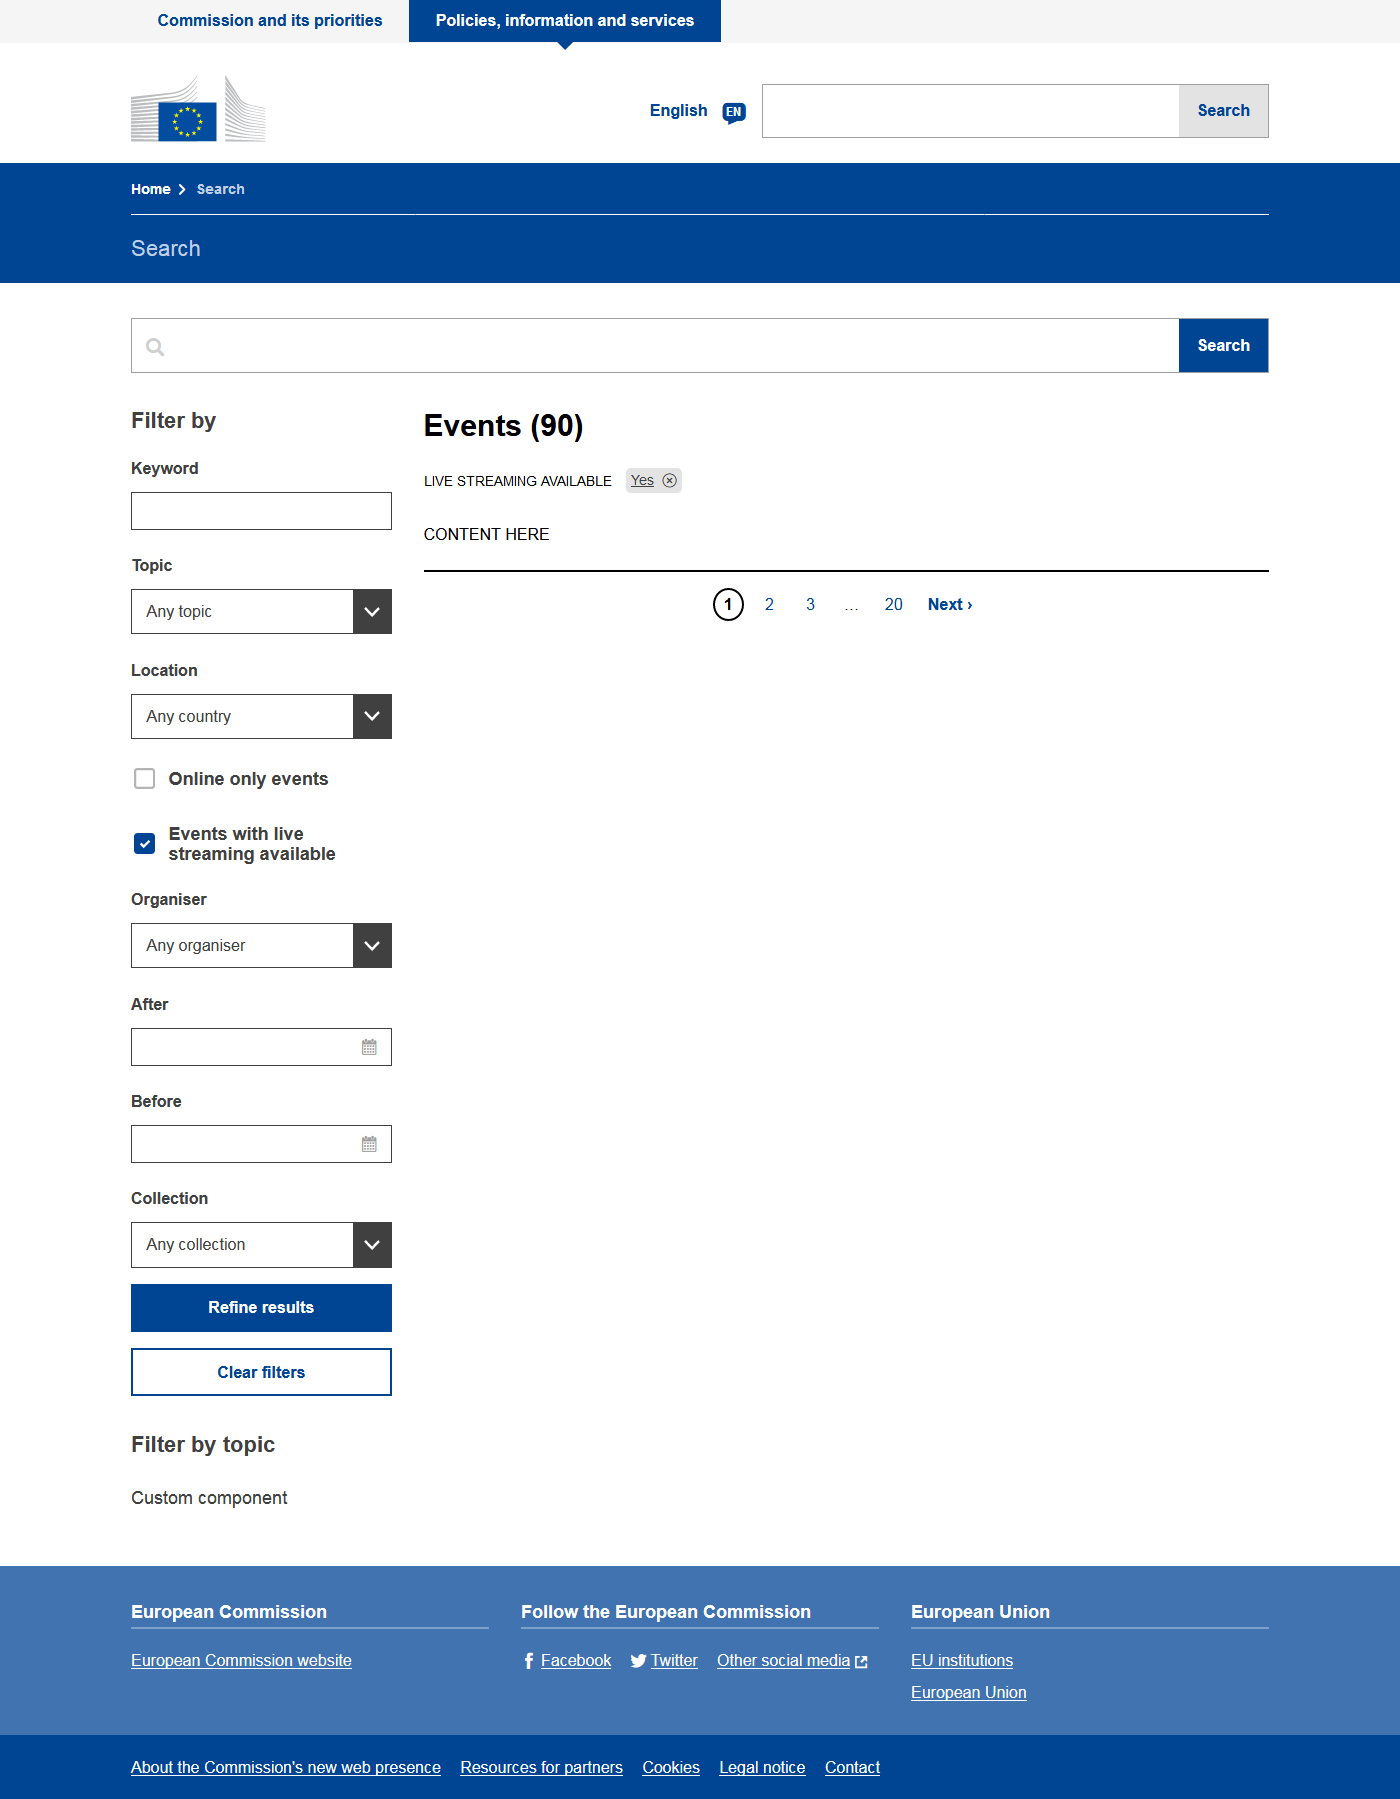 Commission and its priorities
Policies, information and services
English EN
Search
Home Search
Search
Search
Filter by
Keyword
Topic
Any topic
Location
Any country
Online only events
Events with live
streaming available
Organiser
Any organiser
After
Before
Collection
Any collection
Refine results
Clear filters
Filter by topic
Custom component
Events (90)
LIVE STREAMING AVAILABLE Yes
CONTENT HERE
1 2 3 ... 20 Next ›
European Commission
European Commission website
Follow the European Commission
Facebook Twitter Other social media
European Union
EU institutions
European Union
About the Commission's new web presence Resources for partners Cookies Legal notice Contact